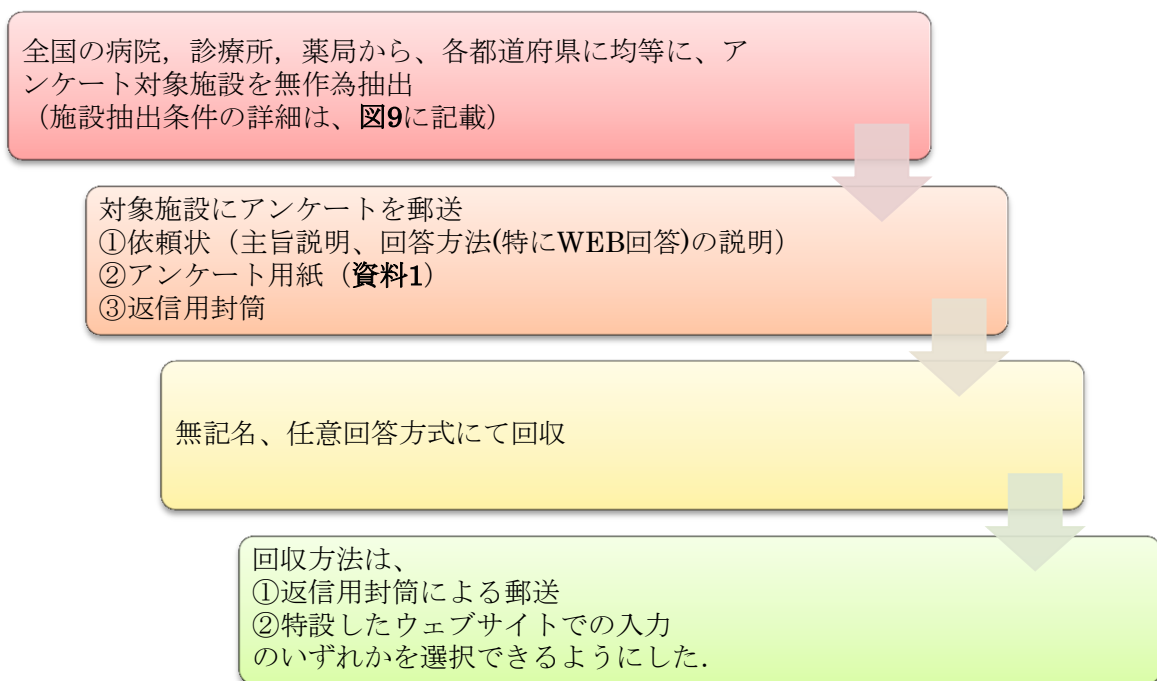 全国の病院，診療所，薬局から、各都道府県に均等に、ア
ンケート対象施設を無作為抽出
（施設抽出条件の詳細は、図9に記載）
対象施設にアンケートを郵送
①依頼状（主旨説明、回答方法(特にWEB回答)の説明）
②アンケート用紙（資料1）
③返信用封筒
無記名、任意回答方式にて回収
回収方法は、
①返信用封筒による郵送
②特設したウェブサイトでの入力
のいずれかを選択できるようにした．